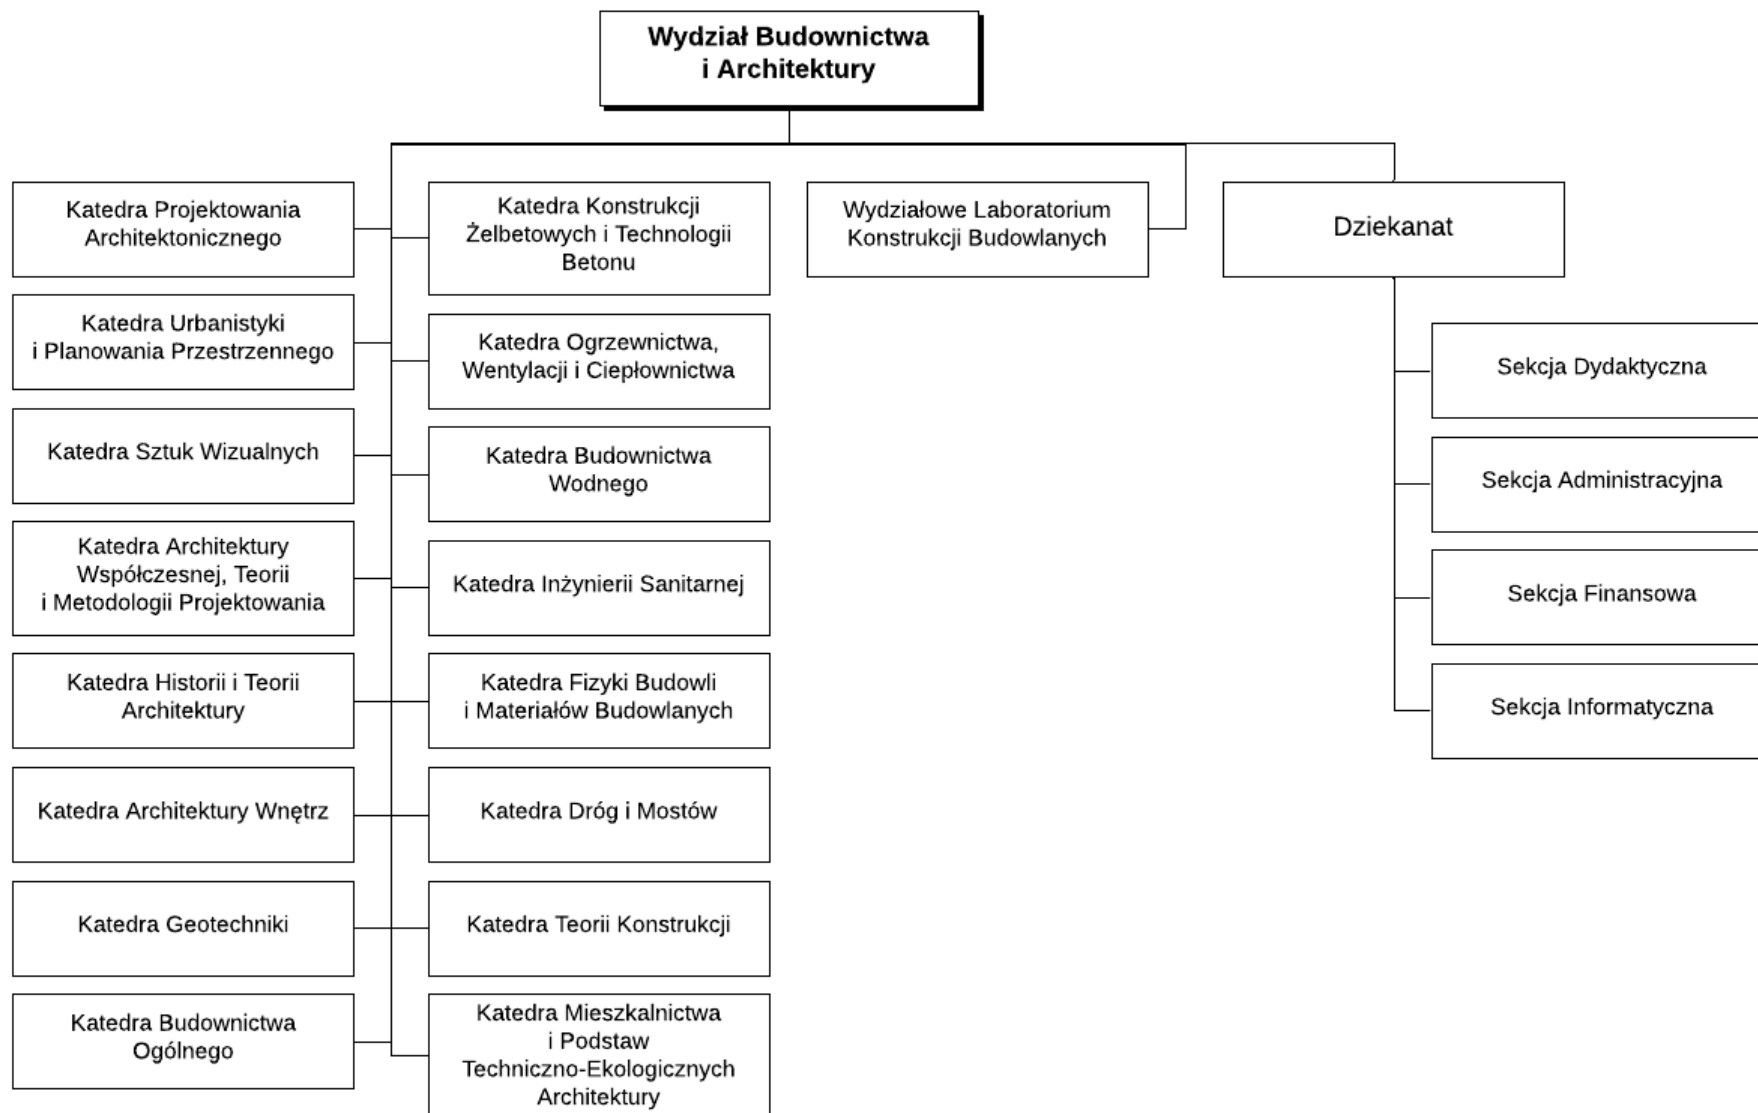 Wydział Budownictwa
i Architektury
Katedra Projektowania
Architektonicznego
Katedra Urbanistyki
i Planowania Przestrzennego
Katedra Sztuk Wizualnych
Katedra Architektury
Współczesnej, Teorii
i Metodologii Projektowania
Katedra Historii i Teorii
Architektury
Katedra Architektury Wnętrz
Katedra Geotechniki
Katedra Budownictwa
Ogólnego
Katedra Konstrukcji
Żelbetowych i Technologii
Betonu
Katedra Ogrzewnictwa,
Wentylacji i Ciepłownictwa
Katedra Budownictwa
Wodnego
Katedra Inżynierii Sanitarnej
Katedra Fizyki Budowli
i Materiałów Budowlanych
Katedra Dróg i Mostów
Katedra Teorii Konstrukcji
Katedra Mieszkalnictwa
i Podstaw
Techniczno-Ekologicznych
Architektury
Wydziałowe Laboratorium
Konstrukcji Budowlanych
Dziekanat
Sekcja Dydaktyczna
Sekcja Administracyjna
Sekcja Finansowa
Sekcja Informatyczna